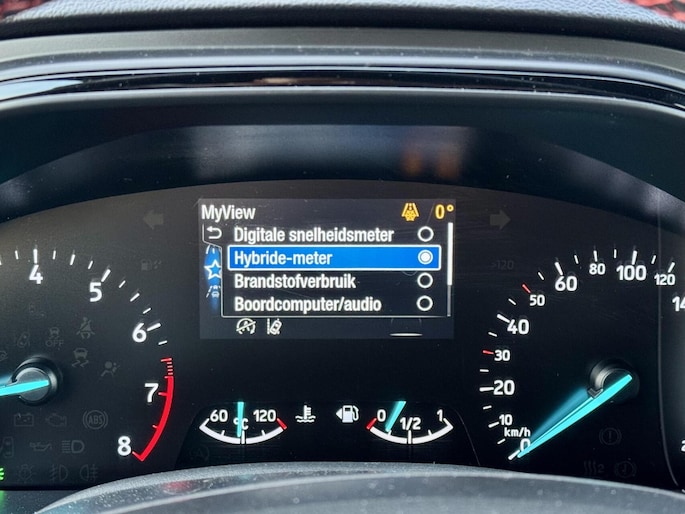 MyView 0°
Digitale snelheidsmeter
Hybride-meter
Brandstofverbruik
Boordcomputer/audio
4
5
6
7
8
60 °C 120
0 1/2 1
0
10
20
30
40
50
60
80
100
120
km/h
ABS